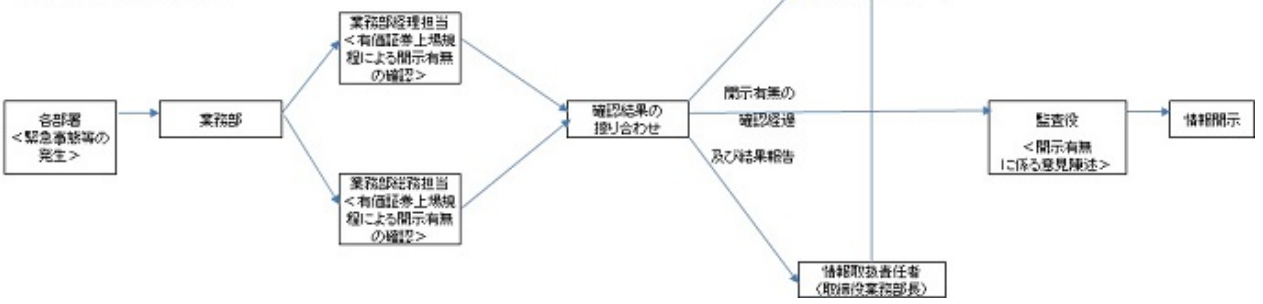 各部署
＜緊急事態等の
発生＞
業務部
業務部経理担当
＜有価証券上場規
程による開示有無
の確認＞
業務部総務担当
＜有価証券上場規
程による開示有無
の確認＞
確認結果の
擦り合わせ
開示有無の
確認経過
及び結果報告
情報取扱責任者
（取締役業務部長）
監査役
＜開示有無
に係る意見陳述＞
情報開示